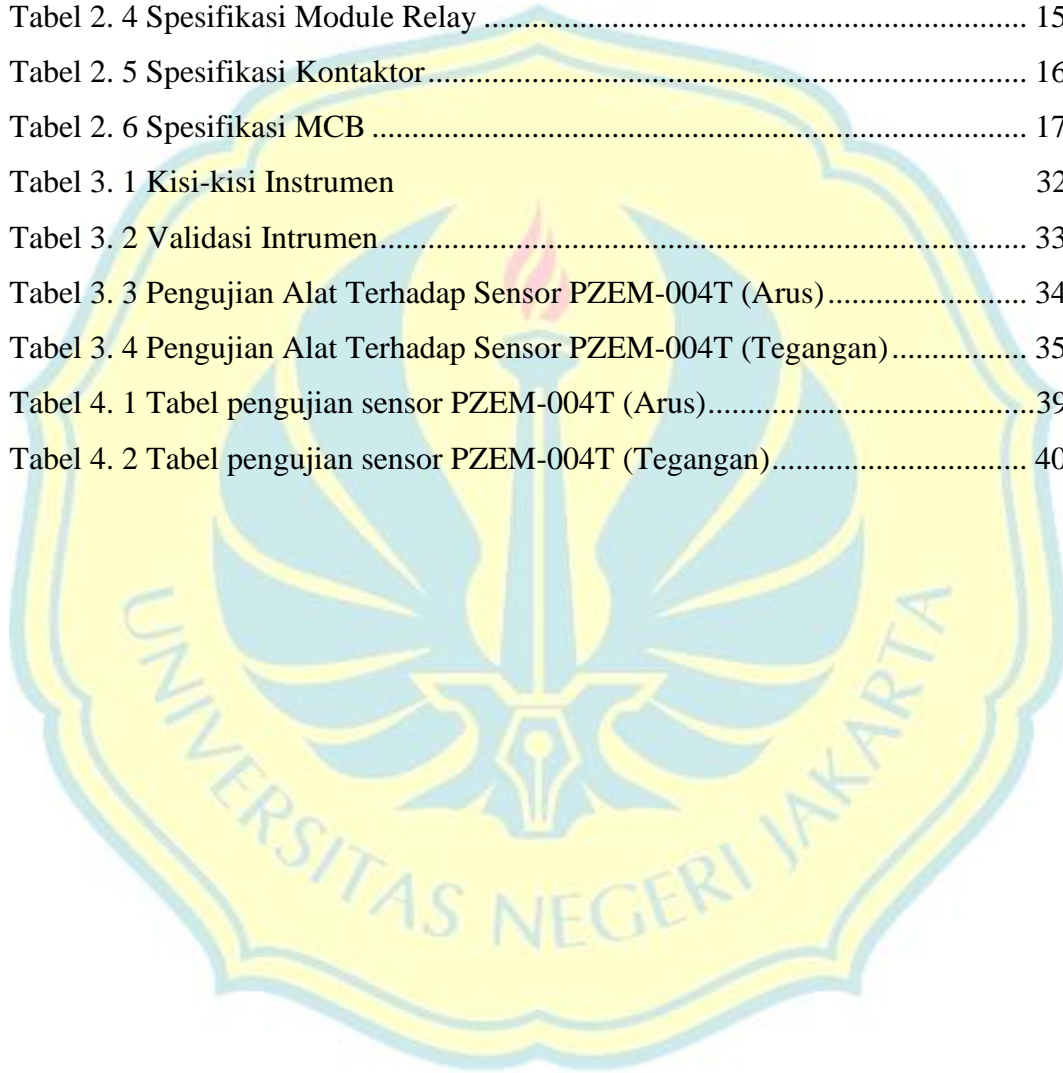 Tabel 2. 4 Spesifikasi Module Relay ........................................................................... 15
Tabel 2. 5 Spesifikasi Kontaktor.................................................................................. 16
Tabel 2. 6 Spesifikasi MCB ......................................................................................... 17
Tabel 3. 1 Kisi-kisi Instrumen 32
Tabel 3. 2 Validasi Intrumen........................................................................................ 33
Tabel 3. 3 Pengujian Alat Terhadap Sensor PZEM-004T (Arus)........................... 34
Tabel 3. 4 Pengujian Alat Terhadap Sensor PZEM-004T (Tegangan).................. 35
Tabel 4. 1 Tabel pengujian sensor PZEM-004T (Arus)............................................39
Tabel 4. 2 Tabel pengujian sensor PZEM-004T (Tegangan)................................... 40
UNIVERSITAS NEGERI JAKARTA